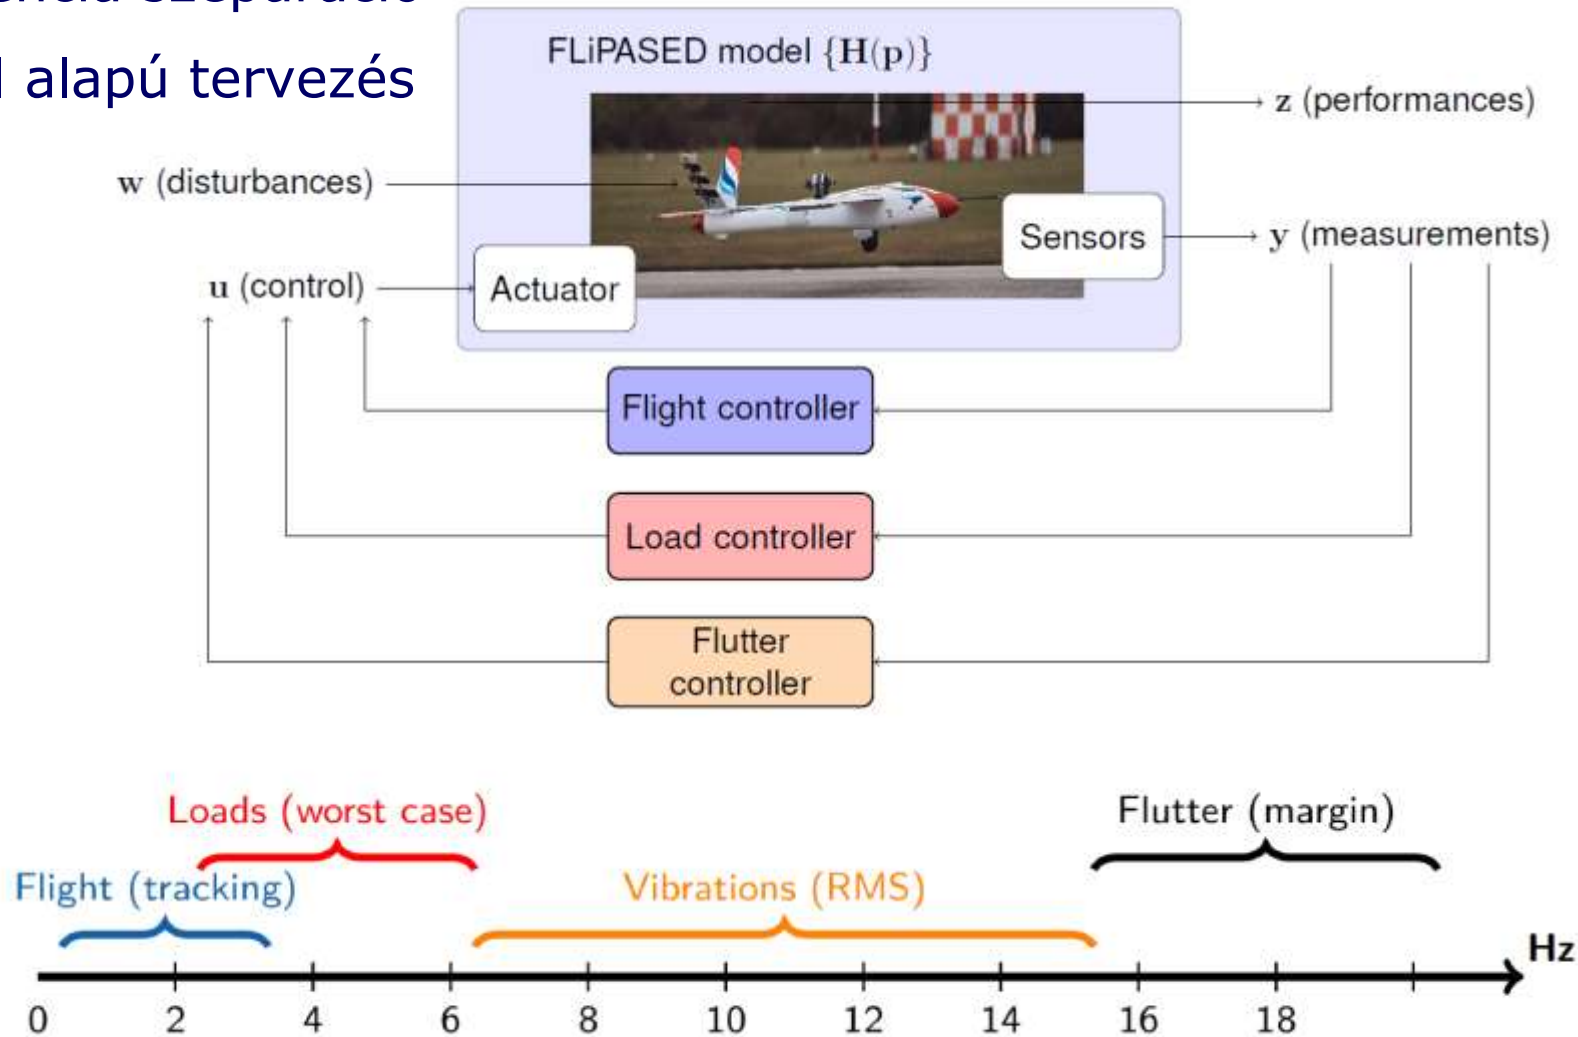 szeparáció
alapú tervezés
FLiPASED model {H(p)}
z (performances)
w (disturbances)
Sensors
y (measurements)
u (control)
Actuator
Flight controller
Load controller
Flutter
controller
Loads (worst case)
Flutter (margin)
Flight (tracking)
Vibrations (RMS)
Hz
0 2 4 6 8 10 12 14 16 18